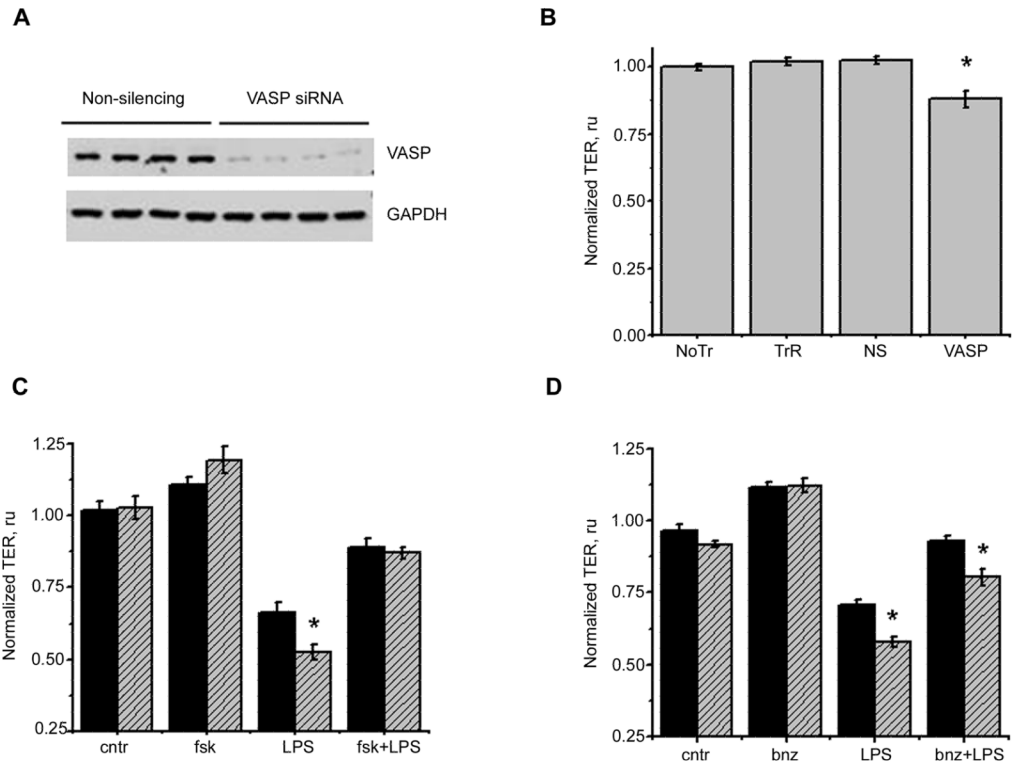 A
Non-silencing VASP siRNA
VASP
GAPDH
B
Normalized TER, ru
1.00
0.75
0.50
0.25
0.00
*
NoTr TrR NS VASP
C
Normalized TER, ru
1.25
1.00
0.75
0.50
0.25
*
cntr fsk LPS fsk+LPS
D
Normalized TER, ru
1.25
1.00
0.75
0.50
0.25
*
*
cntr bnz LPS bnz+LPS